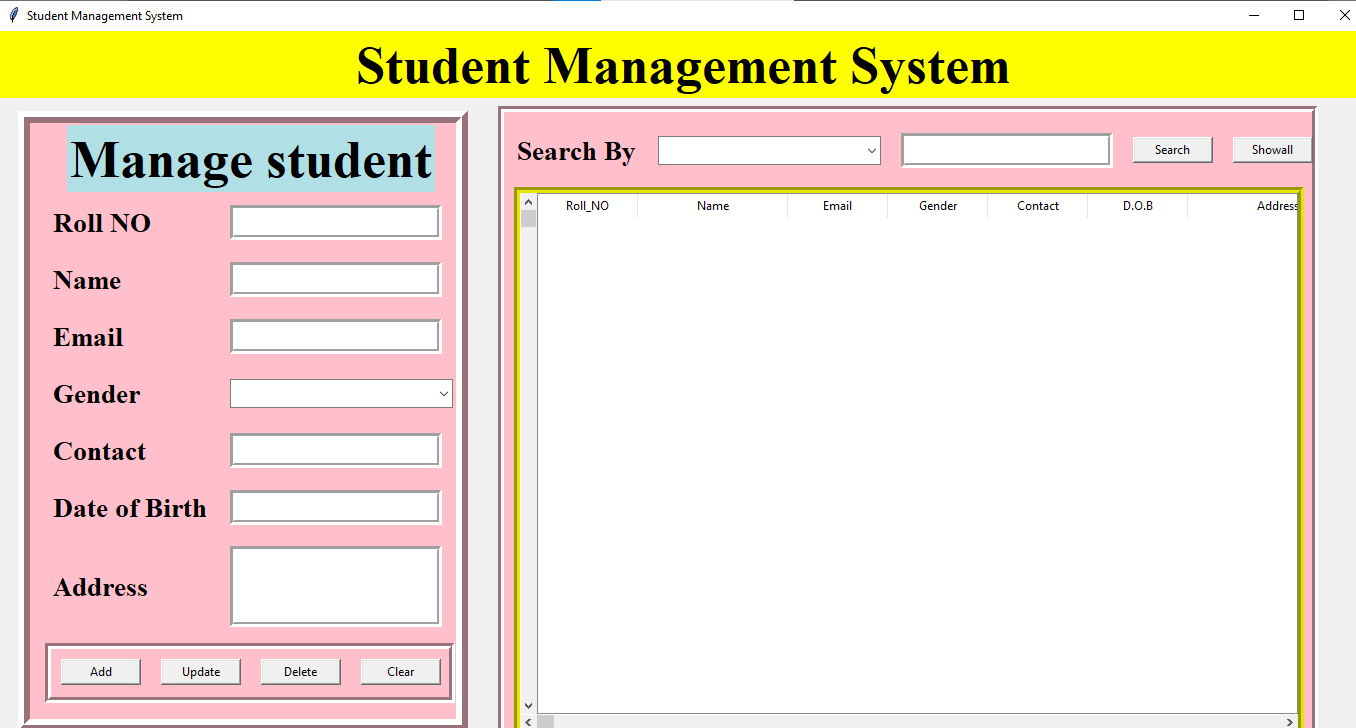 Student Management System
Student Management System
Manage student
Roll NO
Name
Email
Gender
Contact
Date of Birth
Address
Add Update Delete Clear
Search By Search Showall
Roll_NO Name Email Gender Contact D.O.B Address